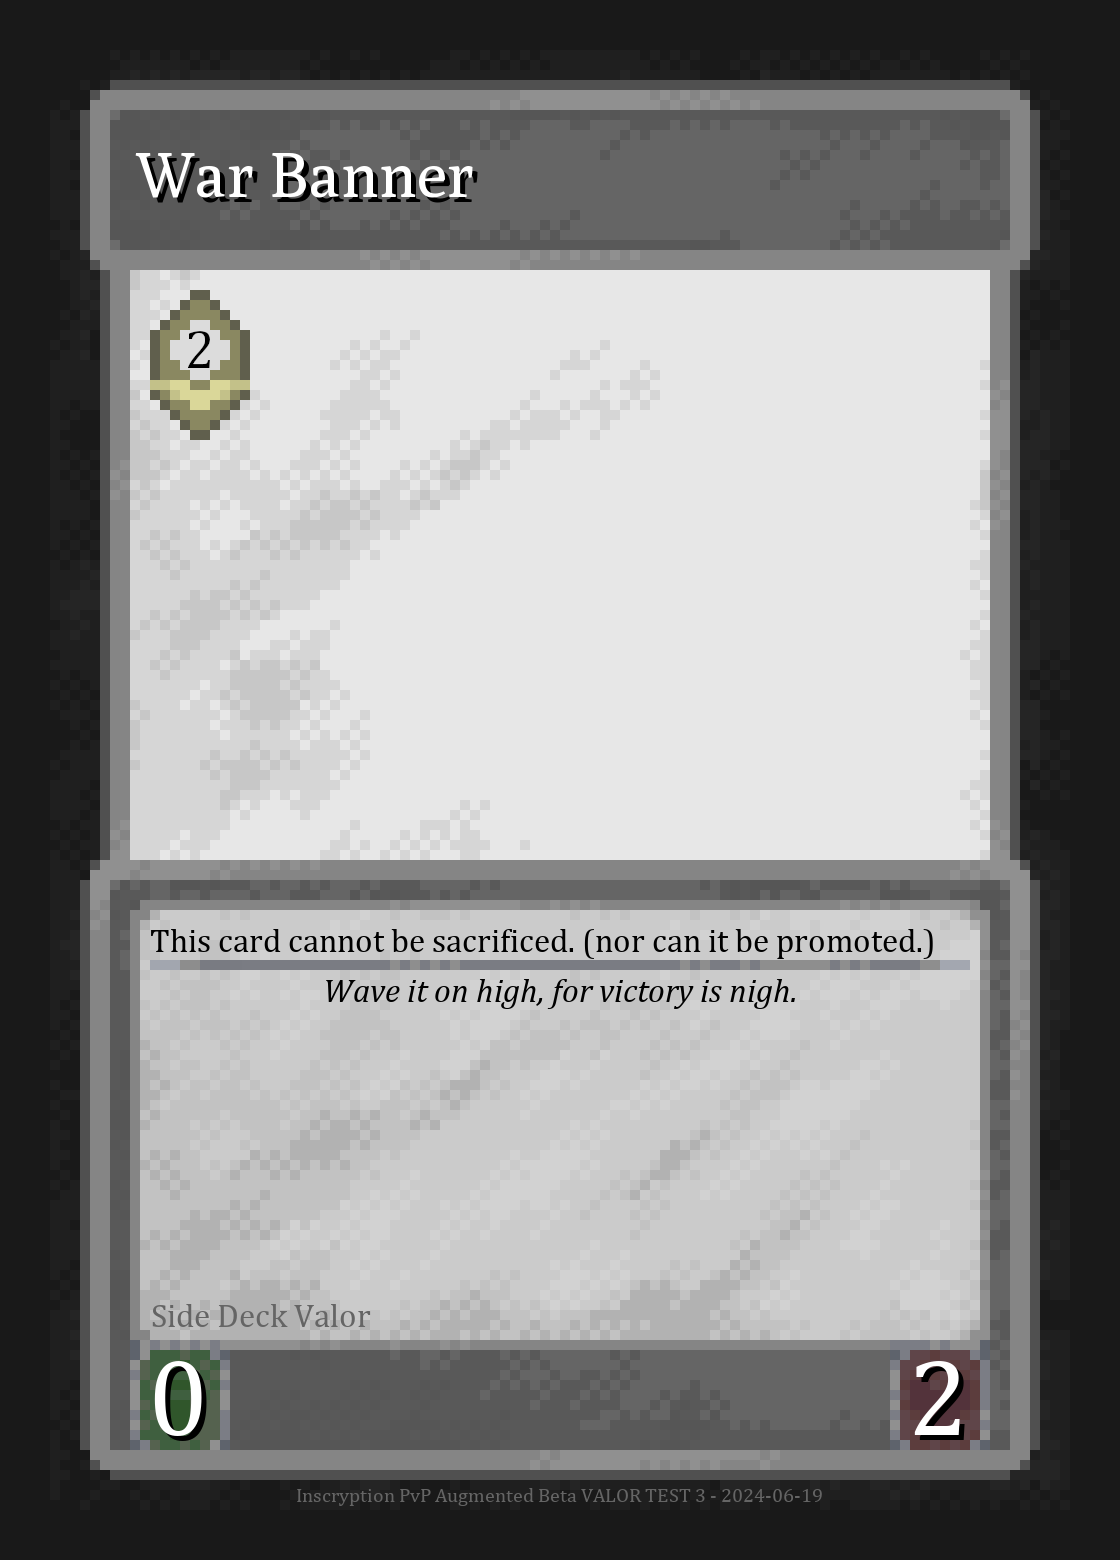 War Banner
2
This card cannot be sacrificed. (nor can it be promoted.)
Wave it on high, for victory is nigh.
Side Deck Valor
0
2
Inscryption PvP Augmented Beta VALOR TEST 3 - 2024-06-19